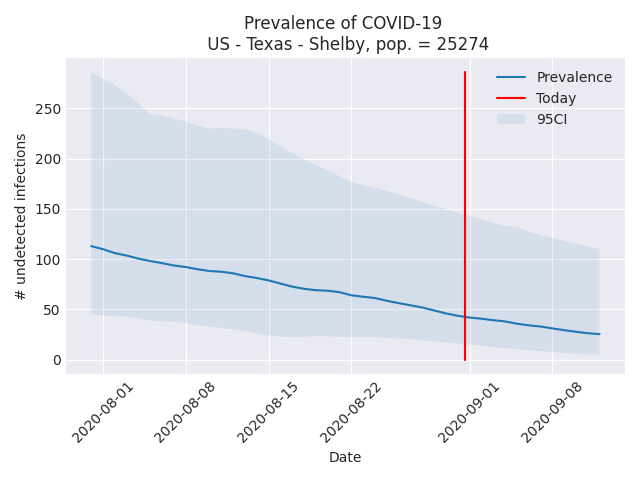 Prevalence of COVID-19
US - Texas - Shelby, pop. = 25274
Prevalence
Today
95CI
# undetected infections
250
200
150
100
50
0
2020-08-01
2020-08-08
2020-08-15
2020-08-22
2020-09-01
2020-09-08
Date